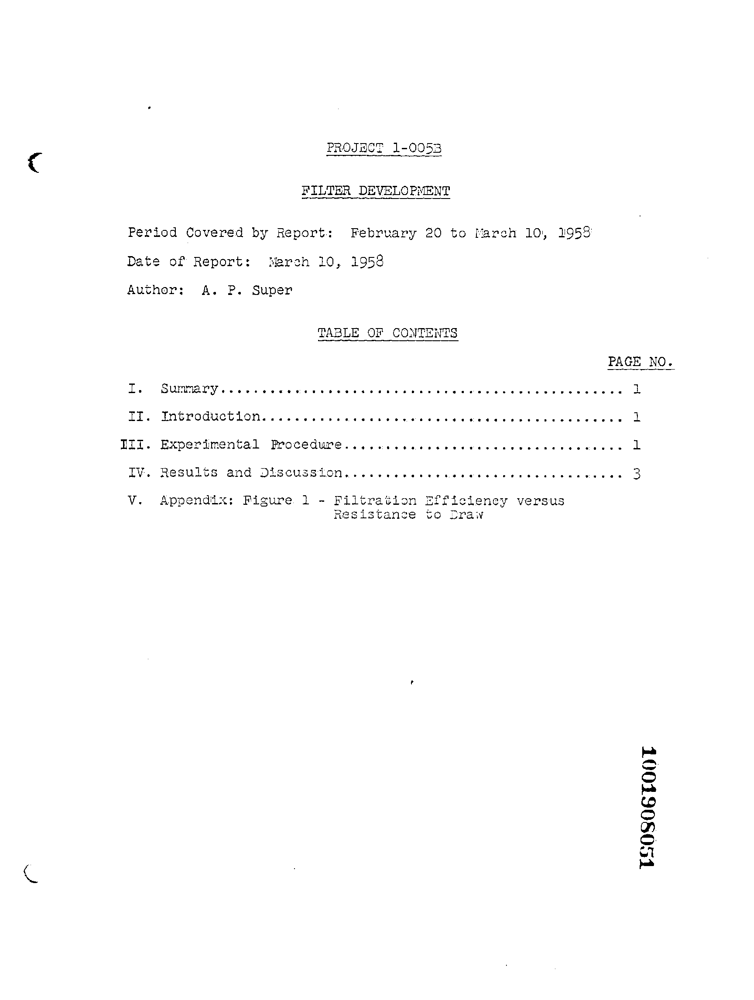 PROJECT 1-005B
FILTER DEVELOPMENT
Period Covered by Report: February 20 to March 10, 1958
Date of Report: March 10, 1958
Author: A. P. Super
TABLE OF CONTENTS
PAGE NO.
I. Summary.................................................. 1
II. Introduction............................................. 1
III. Experimental Procedure.................................. 1
IV. Results and Discussion.................................. 3
V. Appendix: Figure 1 - Filtration Efficiency versus
Resistance to Draw
1001908051